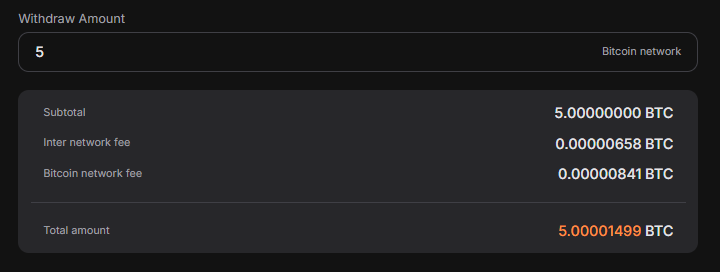 Withdraw Amount
5 Bitcoin network
Subtotal 5.00000000 BTC
Inter network fee 0.00000658 BTC
Bitcoin network fee 0.00000841 BTC
Total amount 5.00001499 BTC